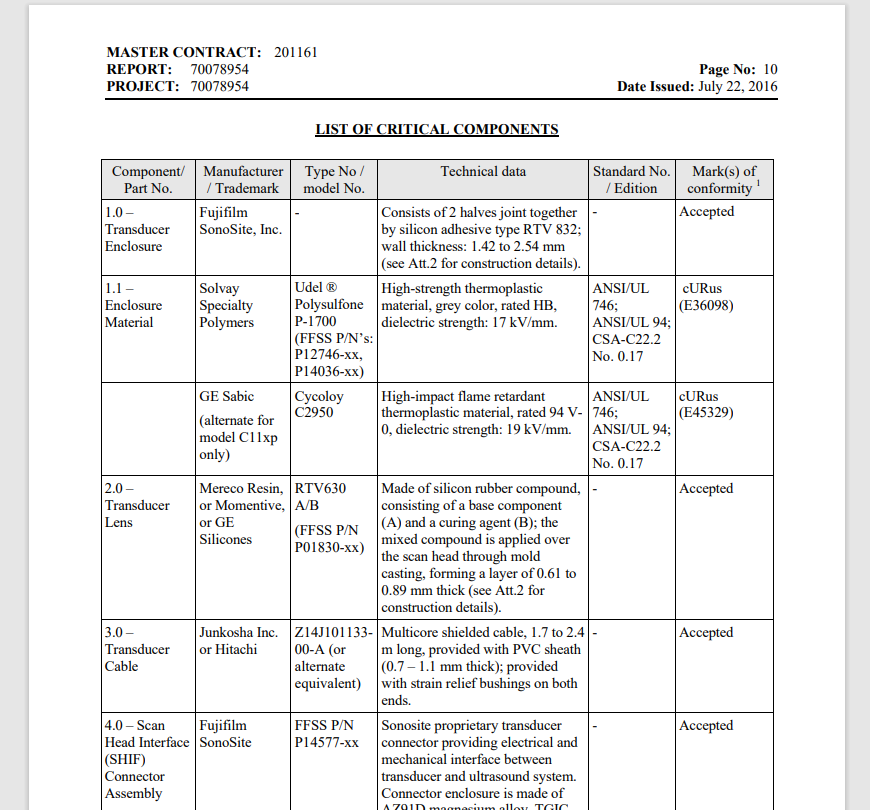 MASTER CONTRACT: 201161
REPORT: 70078954
PROJECT: 70078954
Page No: 10
Date Issued: July 22, 2016
LIST OF CRITICAL COMPONENTS
Component/
Part No.
Manufacturer
/ Trademark
Type No /
model No.
Technical data
Standard No.
/ Edition
Mark(s) of
conformity 1
1.0 –
Transducer
Enclosure
Fujifilm
SonoSite, Inc.
-
Consists of 2 halves joint together
by silicon adhesive type RTV 832;
wall thickness: 1.42 to 2.54 mm
(see Att.2 for construction details).
-
Accepted
1.1 –
Enclosure
Material
Solvay
Specialty
Polymers
Udel ®
Polysulfone
P-1700
(FFSS P/N’s:
P12746-xx,
P14036-xx)
High-strength thermoplastic
material, grey color, rated HB,
dielectric strength: 17 kV/mm.
ANSI/UL
746;
ANSI/UL 94;
CSA-C22.2
No. 0.17
cURus
(E36098)
GE Sabic
(alternate for
model C11xp
only)
Cycoloy
C2950
High-impact flame retardant
thermoplastic material, rated 94 V-
0, dielectric strength: 19 kV/mm.
ANSI/UL
746;
ANSI/UL 94;
CSA-C22.2
No. 0.17
cURus
(E45329)
2.0 –
Transducer
Lens
Mereco Resin,
or Momentive,
or GE
Silicones
RTV630
A/B
(FFSS P/N
P01830-xx)
Made of silicon rubber compound,
consisting of a base component
(A) and a curing agent (B); the
mixed compound is applied over
the scan head through mold
casting, forming a layer of 0.61 to
0.89 mm thick (see Att.2 for
construction details).
-
Accepted
3.0 –
Transducer
Cable
Junkosha Inc.
or Hitachi
Z14J101133-
00-A (or
alternate
equivalent)
Multicore shielded cable, 1.7 to 2.4
m long, provided with PVC sheath
(0.7 – 1.1 mm thick); provided
with strain relief bushings on both
ends.
-
Accepted
4.0 – Scan
Head Interface
(SHIF)
Connector
Assembly
Fujifilm
SonoSite
FFSS P/N
P14577-xx
Sonosite proprietary transducer
connector providing electrical and
mechanical interface between
transducer and ultrasound system.
Connector enclosure is made of
AZ91D magnesium alloy, TGIC
-
Accepted